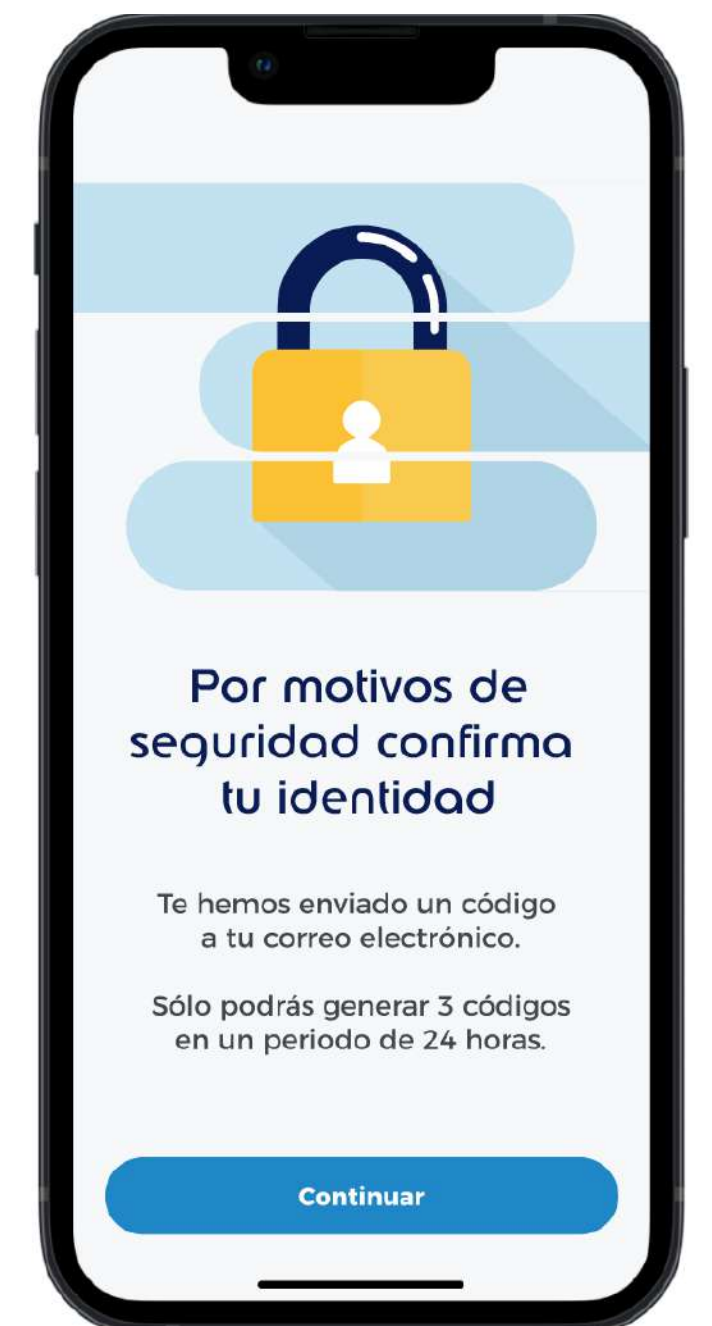 Por motivos de
seguridad confirma
tu identidad
Te hemos enviado un código
a tu correo electrónico.
Sólo podrás generar 3 códigos
en un periodo de 24 horas.
Continuar